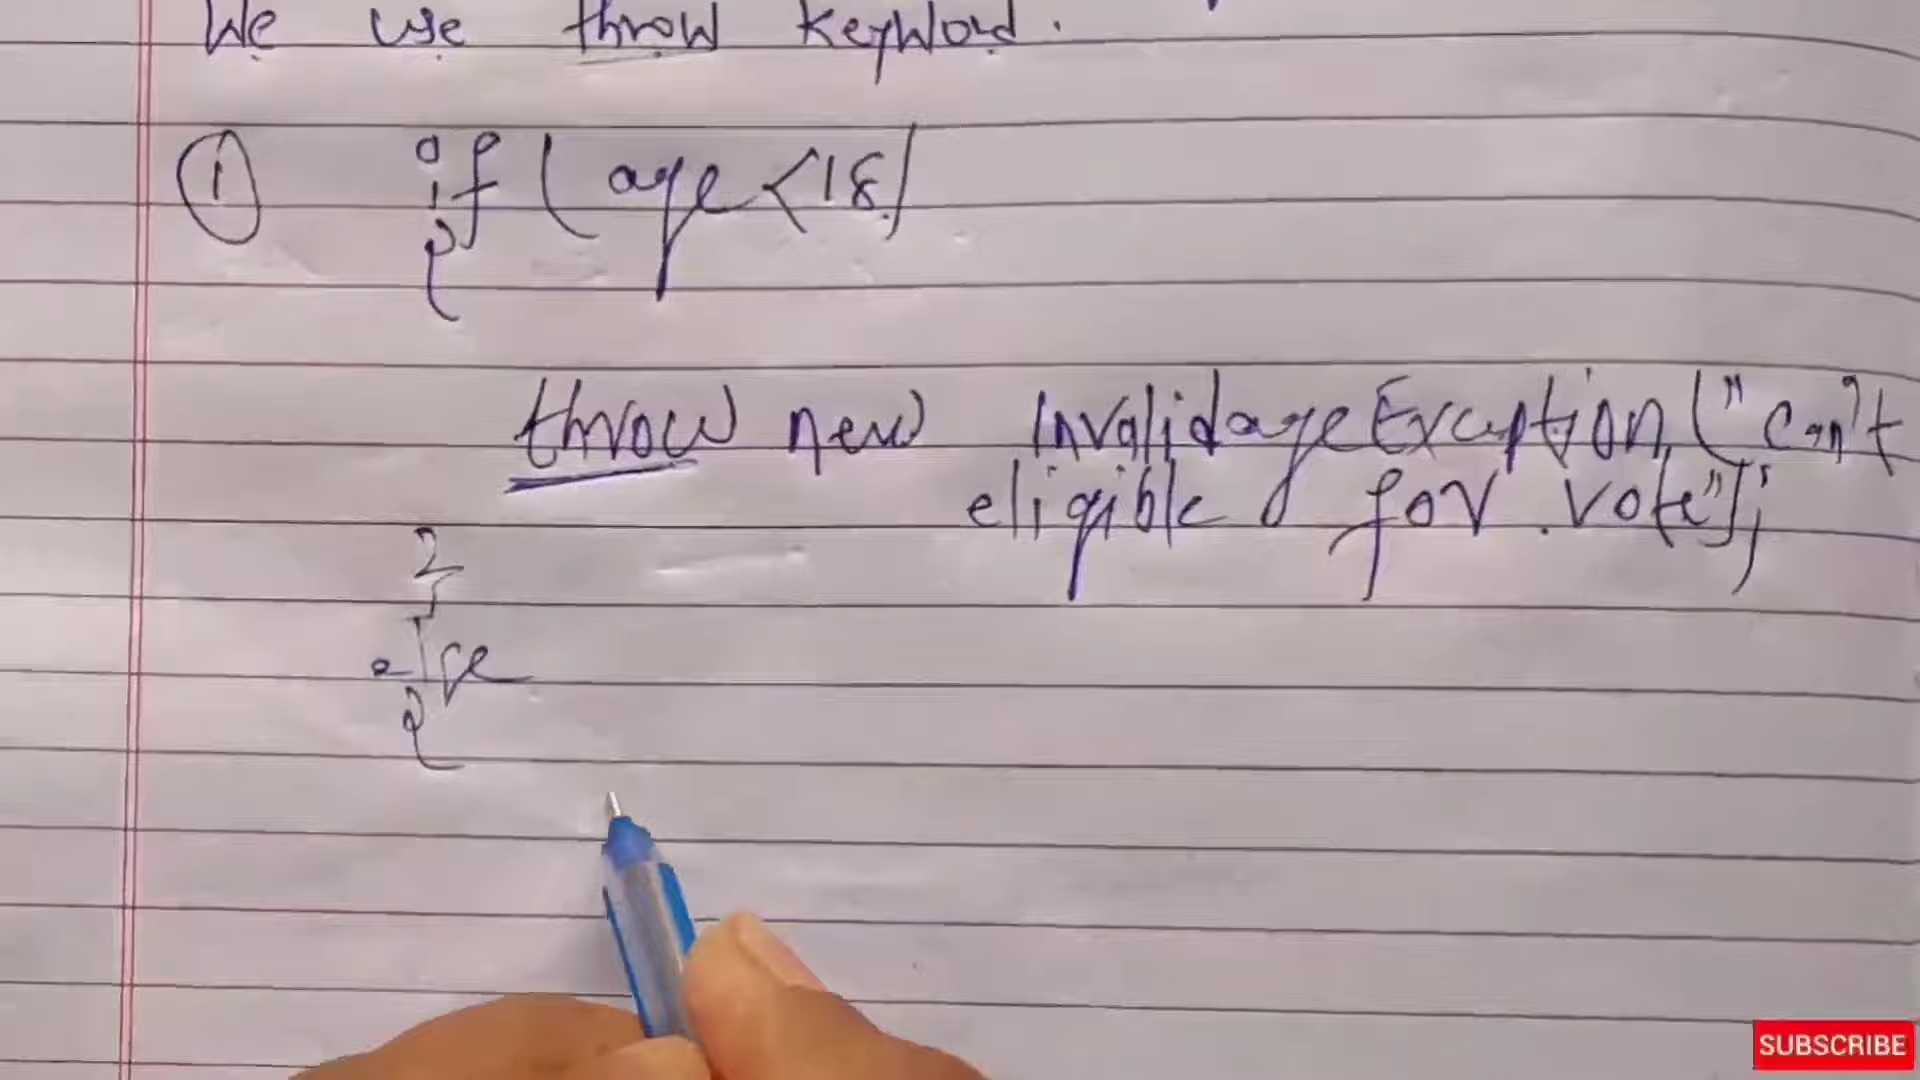 We use throw keyword.
① if (age<18)
{
throw new InvalidageException("Can't
eligible for vote");
}
else
{
SUBSCRIBE